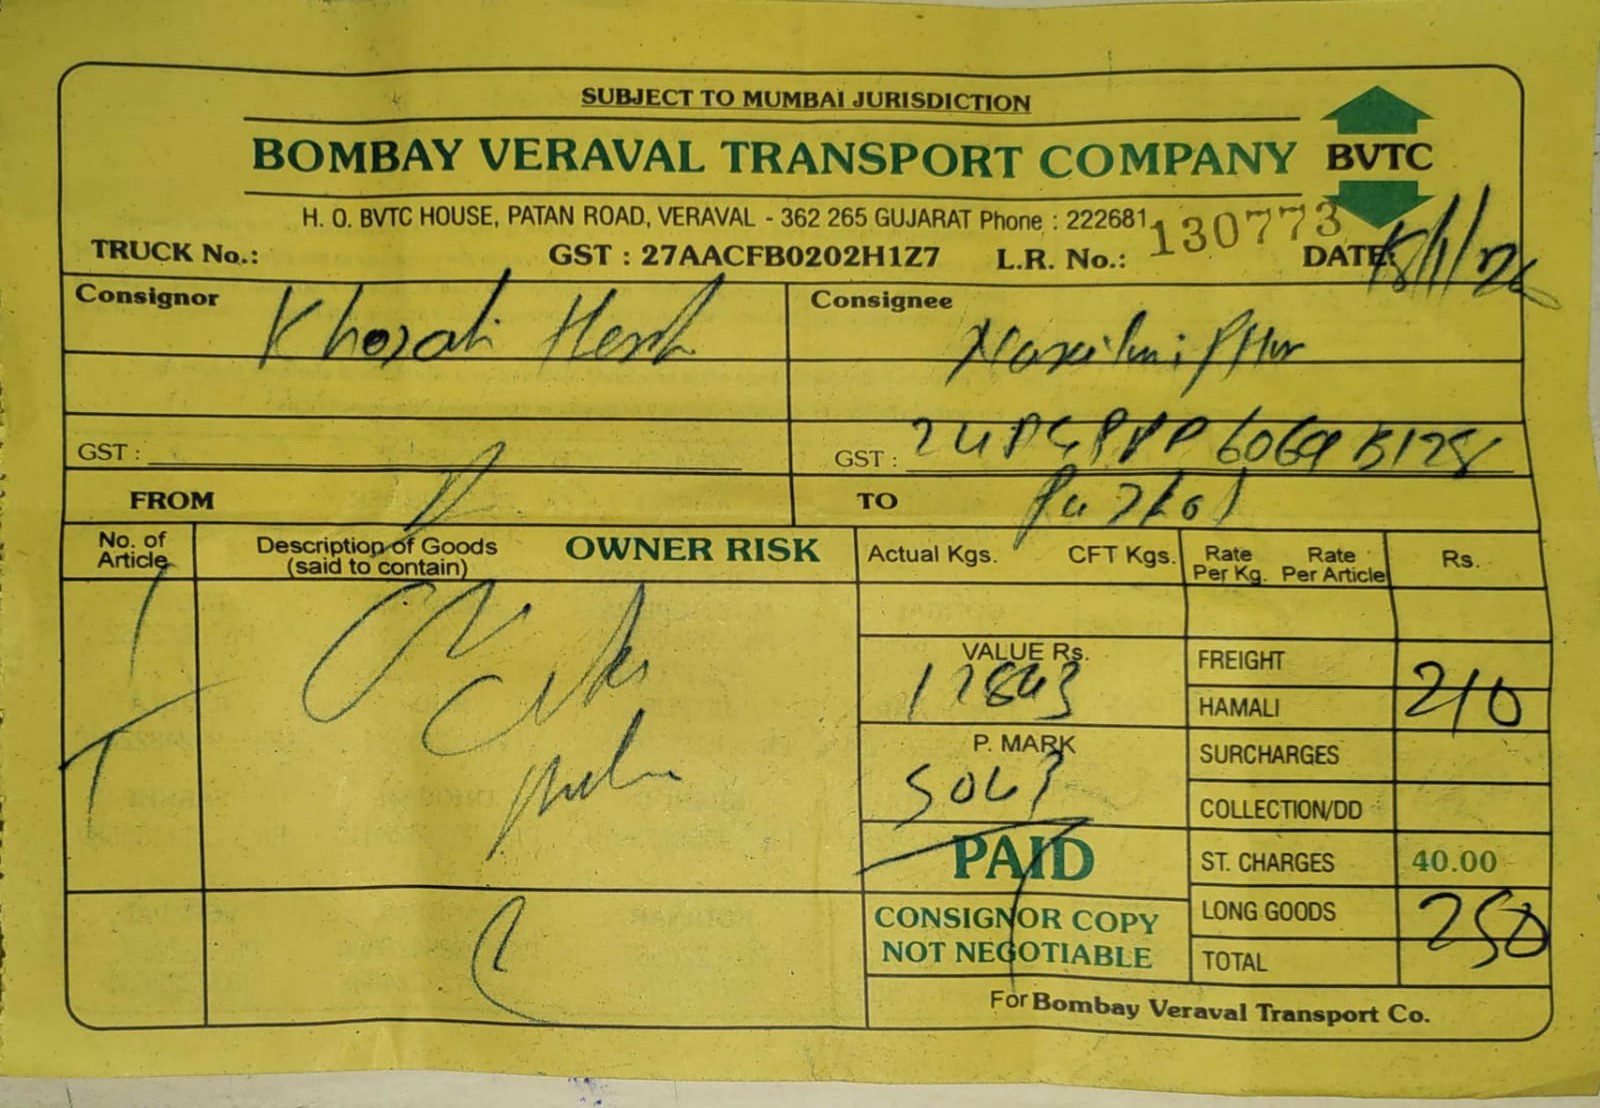 SUBJECT TO MUMBAI JURISDICTION
BOMBAY VERAVAL TRANSPORT COMPANY
BVTC
H. O. BVTC HOUSE, PATAN ROAD, VERAVAL - 362 265 GUJARAT Phone : 222681
TRUCK No.: GST : 27AACFB0202H1Z7 L.R. No.: 130773 DATE:
Consignor Consignee
GST : GST :
FROM TO
No. of Article Description of Goods (said to contain) OWNER RISK Actual Kgs. CFT Kgs. Rate Per Kg. Rate Per Article Rs.
VALUE Rs. 12843
P. MARK
PAID
CONSIGNOR COPY
NOT NEGOTIABLE
FREIGHT 210
HAMALI
SURCHARGES
COLLECTION/DD
ST. CHARGES 40.00
LONG GOODS
TOTAL 250
For Bombay Veraval Transport Co.